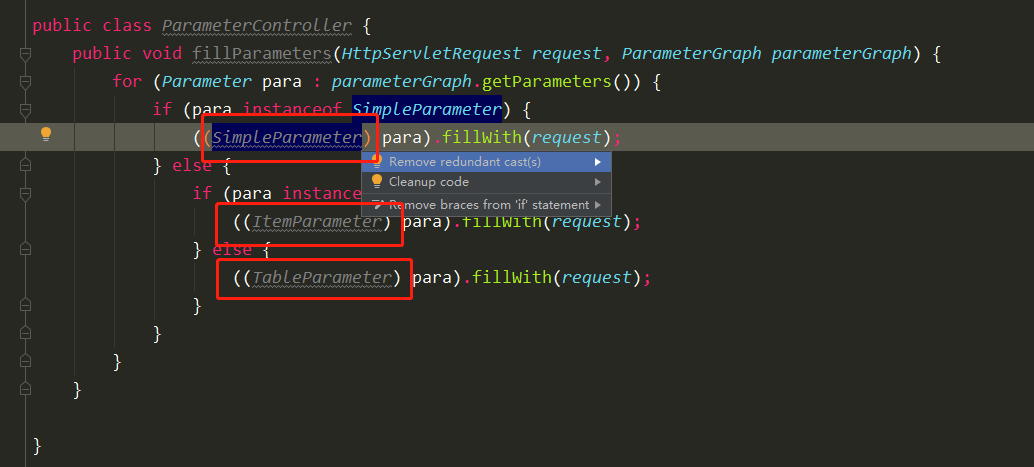 public class ParameterController {
public void fillParameters(HttpServletRequest request, ParameterGraph parameterGraph) {
for (Parameter para : parameterGraph.getParameters()) {
if (para instanceof SimpleParameter) {
((SimpleParameter) para).fillWith(request);
Remove redundant cast(s)
} else {
Cleanup code
if (para instance
Remove braces from 'if' statement
((ItemParameter) para).fillWith(request);
} else {
((TableParameter) para).fillWith(request);
}
}
}
}
}